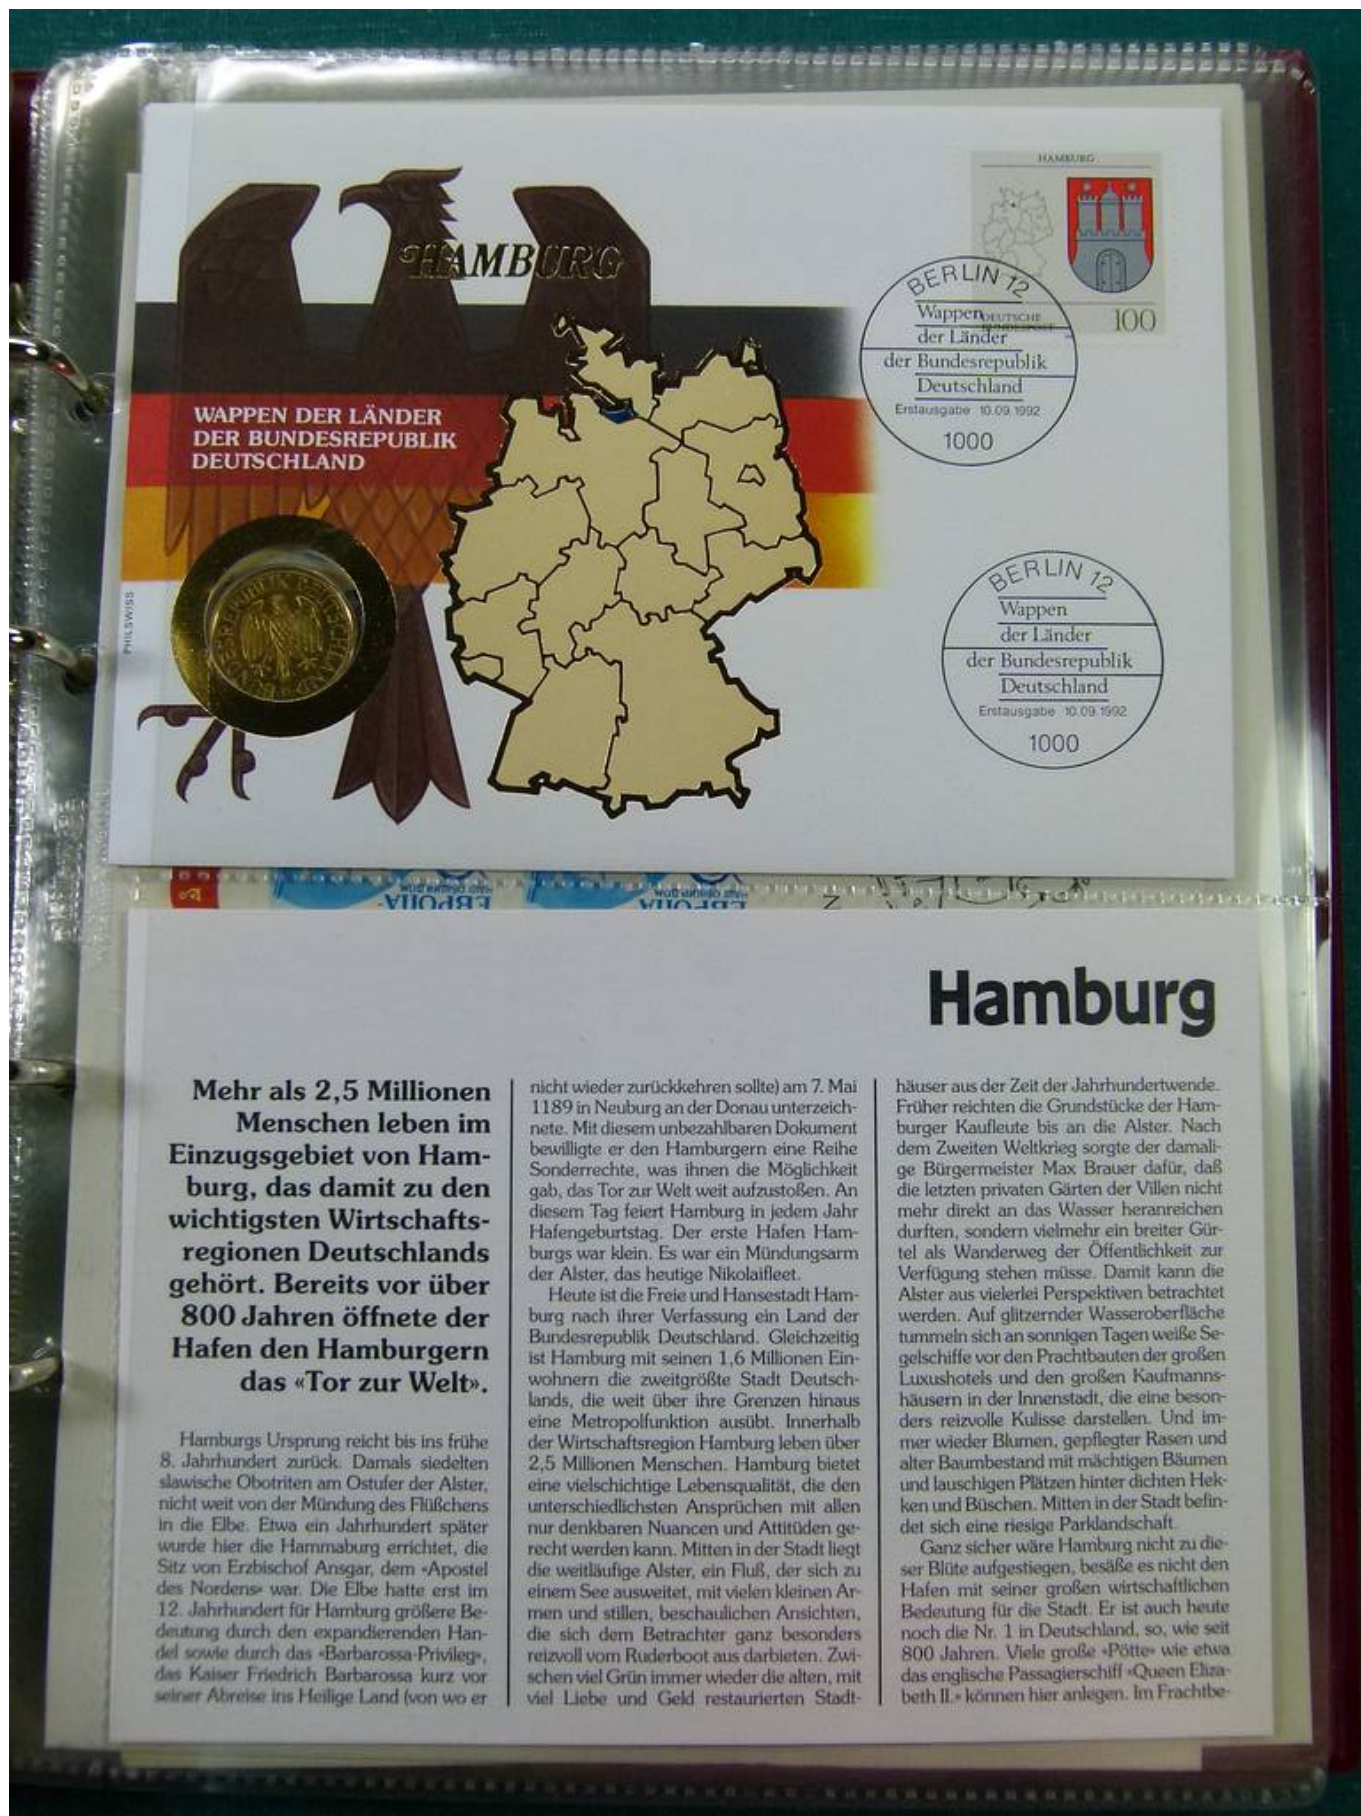 HAMBURG
HAMBURG
BERLIN 12
Wappen
DEUTSCHE
BUNDESPOST
100
der Länder
der Bundesrepublik
Deutschland
Erstausgabe 10.09.1992
1000
WAPPEN DER LÄNDER
DER BUNDESREPUBLIK
DEUTSCHLAND
BUNDESREPUBLIK DEUTSCHLAND
PHILSWISS
BERLIN 12
Wappen
der Länder
der Bundesrepublik
Deutschland
Erstausgabe 10.09.1992
1000
ЕВРОПА-
ЕВРОПА
Hamburg
Mehr als 2,5 Millionen
Menschen leben im
Einzugsgebiet von Ham-
burg, das damit zu den
wichtigsten Wirtschafts-
regionen Deutschlands
gehört. Bereits vor über
800 Jahren öffnete der
Hafen den Hamburgern
das «Tor zur Welt».
Hamburgs Ursprung reicht bis ins frühe
8. Jahrhundert zurück. Damals siedelten
slawische Obotriten am Ostufer der Alster,
nicht weit von der Mündung des Flüßchens
in die Elbe. Etwa ein Jahrhundert später
wurde hier die Hammaburg errichtet, die
Sitz von Erzbischof Ansgar, dem «Apostel
des Nordens» war. Die Elbe hatte erst im
12. Jahrhundert für Hamburg größere Be-
deutung durch den expandierenden Han-
del sowie durch das «Barbarossa-Privileg»,
das Kaiser Friedrich Barbarossa kurz vor
seiner Abreise ins Heilige Land (von wo er
nicht wieder zurückkehren sollte) am 7. Mai
1189 in Neuburg an der Donau unterzeich-
nete. Mit diesem unbezahlbaren Dokument
bewilligte er den Hamburgern eine Reihe
Sonderrechte, was ihnen die Möglichkeit
gab, das Tor zur Welt weit aufzustoßen. An
diesem Tag feiert Hamburg in jedem Jahr
Hafengeburtstag. Der erste Hafen Ham-
burgs war klein. Es war ein Mündungsarm
der Alster, das heutige Nikolaifleet.
Heute ist die Freie und Hansestadt Ham-
burg nach ihrer Verfassung ein Land der
Bundesrepublik Deutschland. Gleichzeitig
ist Hamburg mit seinen 1,6 Millionen Ein-
wohnern die zweitgrößte Stadt Deutsch-
lands, die weit über ihre Grenzen hinaus
eine Metropolfunktion ausübt. Innerhalb
der Wirtschaftsregion Hamburg leben über
2,5 Millionen Menschen. Hamburg bietet
eine vielschichtige Lebensqualität, die den
unterschiedlichsten Ansprüchen mit allen
nur denkbaren Nuancen und Attitüden ge-
recht werden kann. Mitten in der Stadt liegt
die weitläufige Alster, ein Fluß, der sich zu
einem See ausweitet, mit vielen kleinen Ar-
men und stillen, beschaulichen Ansichten,
die sich dem Betrachter ganz besonders
reizvoll vom Ruderboot aus darbieten. Zwi-
schen viel Grün immer wieder die alten, mit
viel Liebe und Geld restaurierten Stadt-
häuser aus der Zeit der Jahrhundertwende.
Früher reichten die Grundstücke der Ham-
burger Kaufleute bis an die Alster. Nach
dem Zweiten Weltkrieg sorgte der damali-
ge Bürgermeister Max Brauer dafür, daß
die letzten privaten Gärten der Villen nicht
mehr direkt an das Wasser heranreichen
durften, sondern vielmehr ein breiter Gür-
tel als Wanderweg der Öffentlichkeit zur
Verfügung stehen müsse. Damit kann die
Alster aus vielerlei Perspektiven betrachtet
werden. Auf glitzernder Wasseroberfläche
tummeln sich an sonnigen Tagen weiße Se-
gelschiffe vor den Prachtbauten der großen
Luxushotels und den großen Kaufmanns-
häusern in der Innenstadt, die eine beson-
ders reizvolle Kulisse darstellen. Und im-
mer wieder Blumen, gepflegter Rasen und
alter Baumbestand mit mächtigen Bäumen
und lauschigen Plätzen hinter dichten Hek-
ken und Büschen. Mitten in der Stadt befin-
det sich eine riesige Parklandschaft.
Ganz sicher wäre Hamburg nicht zu die-
ser Blüte aufgestiegen, besäße es nicht den
Hafen mit seiner großen wirtschaftlichen
Bedeutung für die Stadt. Er ist auch heute
noch die Nr. 1 in Deutschland, so, wie seit
800 Jahren. Viele große «Pötte» wie etwa
das englische Passagierschiff «Queen Eliza-
beth II.» können hier anlegen. Im Frachtbe-